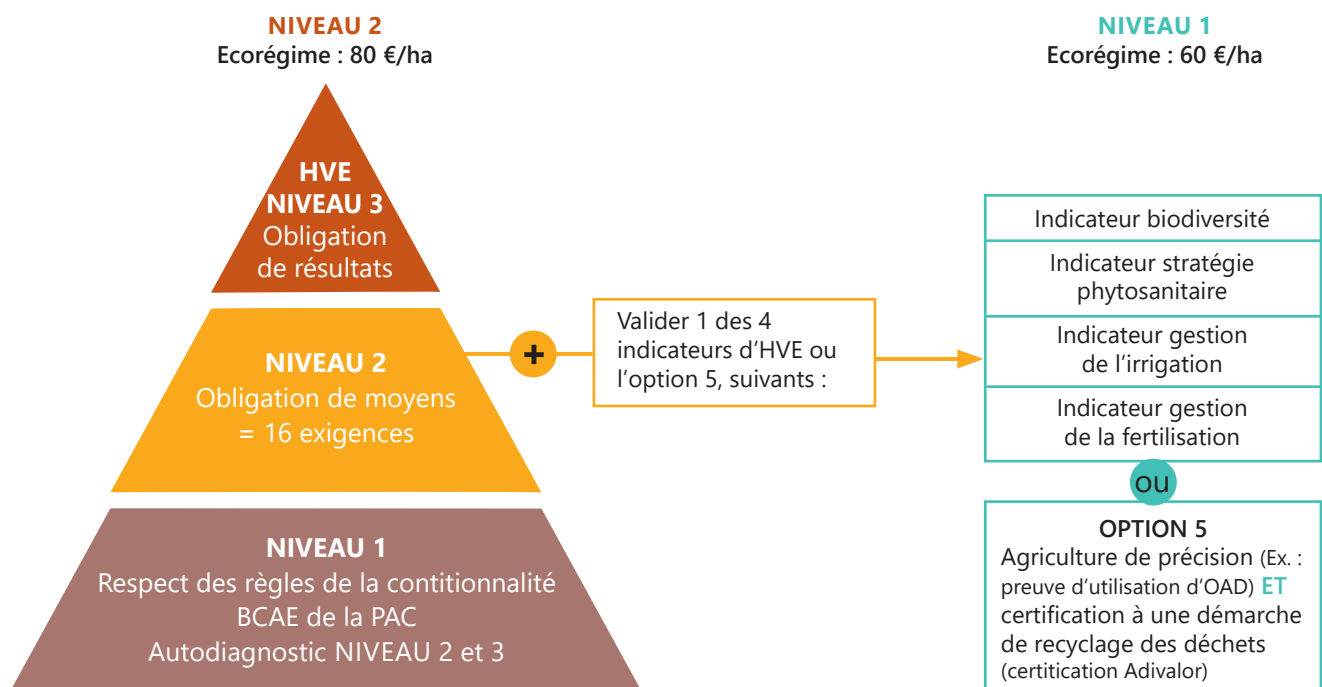 NIVEAU 2
Ecorégime : 80 €/ha
HVE
NIVEAU 3
Obligation
de résultats
NIVEAU 2
Obligation de moyens
= 16 exigences
NIVEAU 1
Respect des règles de la contitionnalité
BCAE de la PAC
Autodiagnostic NIVEAU 2 et 3
+
Valider 1 des 4
indicateurs d'HVE ou
l'option 5, suivants :
NIVEAU 1
Ecorégime : 60 €/ha
Indicateur biodiversité
Indicateur stratégie
phytosanitaire
Indicateur gestion
de l'irrigation
Indicateur gestion
de la fertilisation
ou
OPTION 5
Agriculture de précision (Ex. :
preuve d'utilisation d'OAD) ET
certification à une démarche
de recyclage des déchets
(certitication Adivalor)